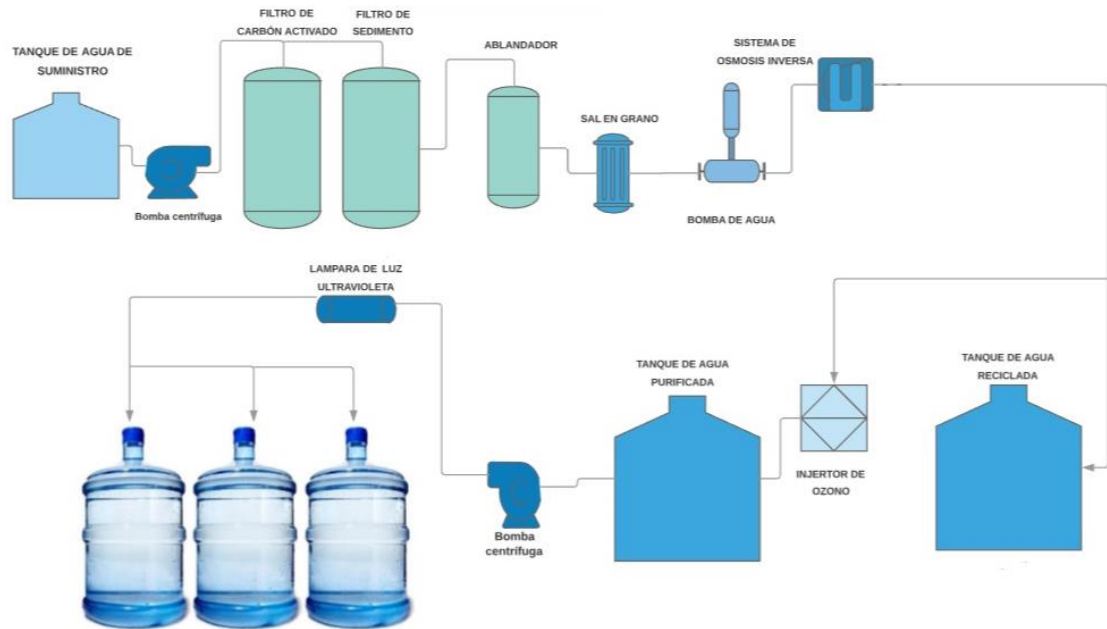 FILTRO DE
CARBÓN ACTIVADO
FILTRO DE
SEDIMENTO
TANQUE DE AGUA DE
SUMINISTRO
ABLANDADOR
SISTEMA DE
OSMOSIS INVERSA
SAL EN GRANO
Bomba centrífuga
BOMBA DE AGUA
LAMPARA DE LUZ
ULTRAVIOLETA
TANQUE DE AGUA
PURIFICADA
TANQUE DE AGUA
RECICLADA
INJERTOR DE
OZONO
Bomba
centrífuga